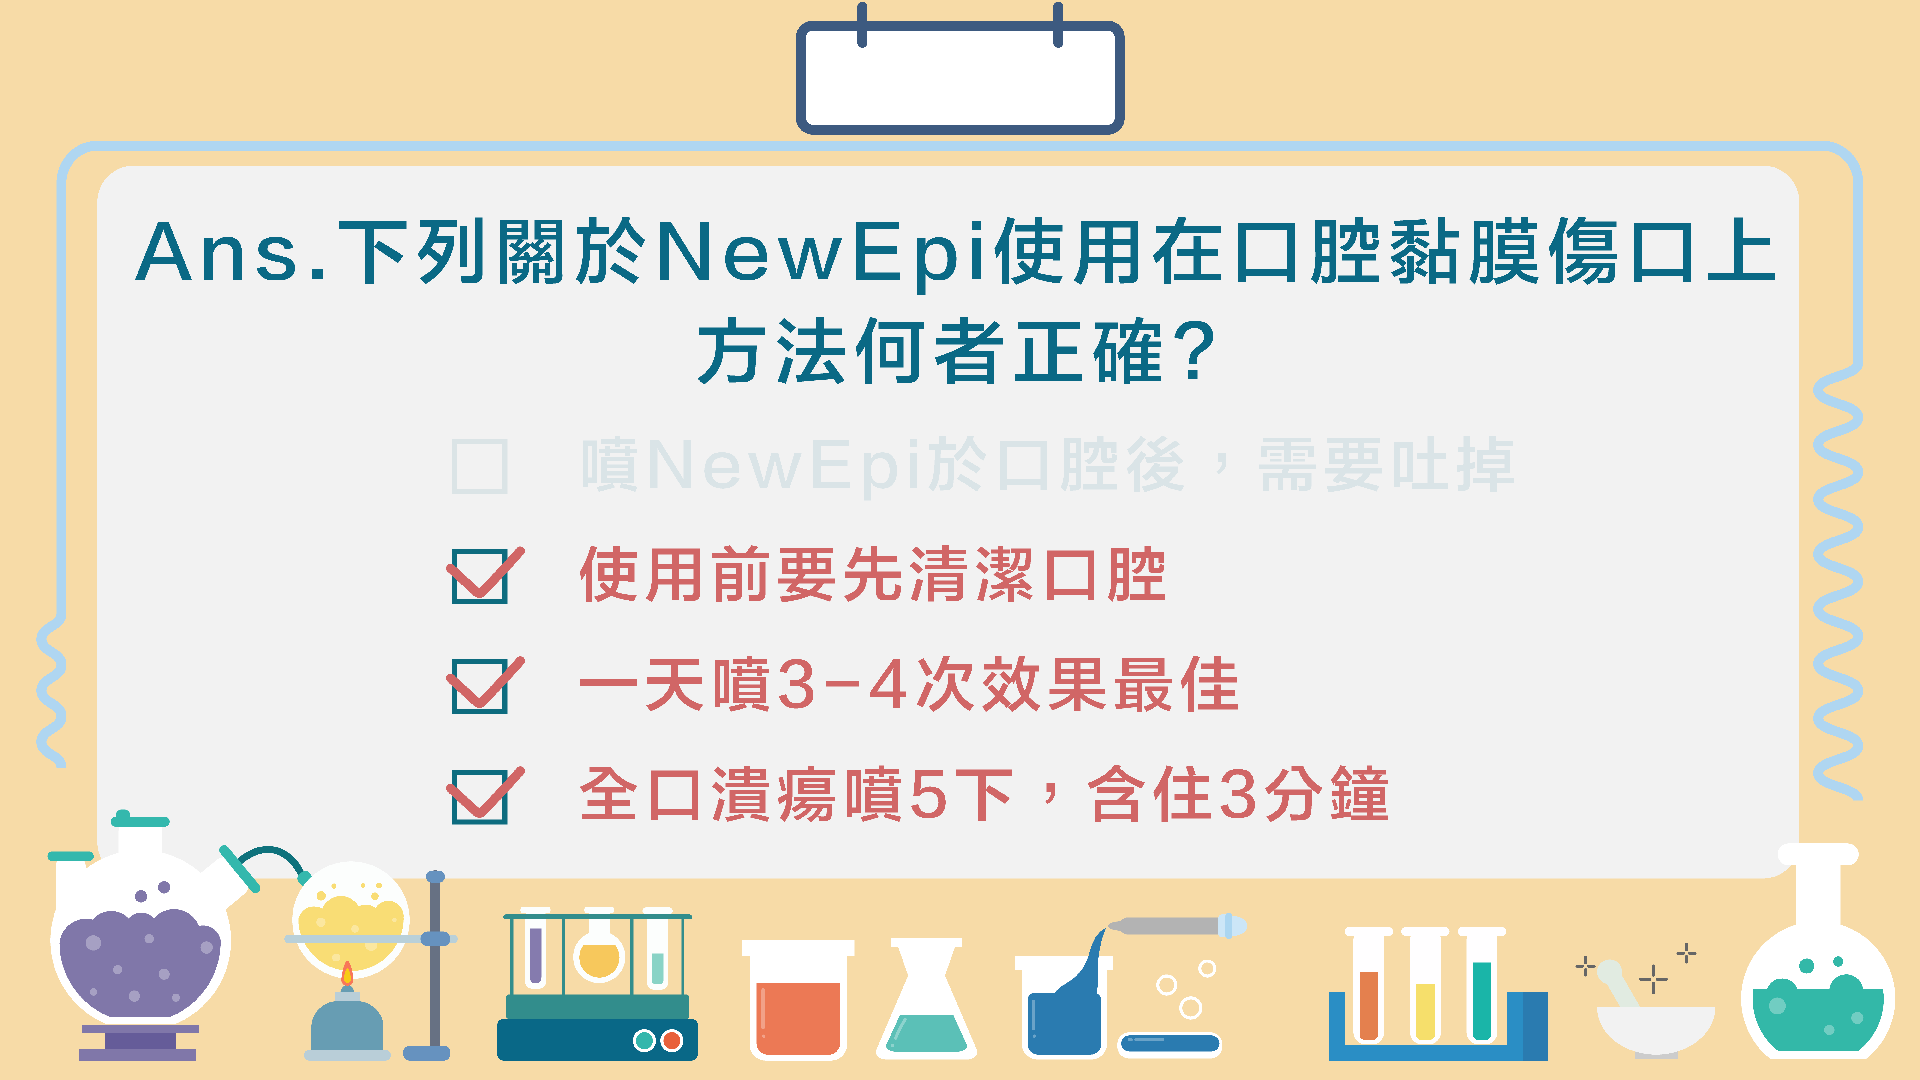 Ans.下列關於NewEpi使用在口腔黏膜傷口上
方法何者正確?
噴NewEpi於口腔後，需要吐掉
使用前要先清潔口腔
一天噴3-4次效果最佳
全口潰瘍噴5下，含住3分鐘